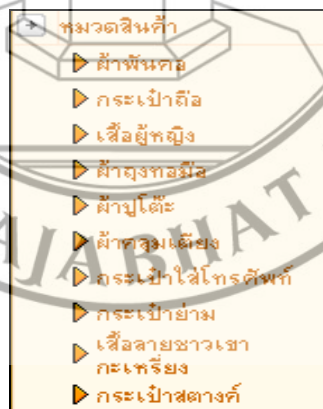 หมวดสินค้า
ผ้าพันคอ
กระเป๋าถือ
เสื้อผู้หญิง
ผ้าถุงทอมือ
ผ้าปูโต๊ะ
ผ้าคลุมเตียง
กระเป๋าใส่โทรศัพท์
กระเป๋าย่าม
เสื้อลายชาวเขา
กะเหรี่ยง
กระเป๋าสตางค์